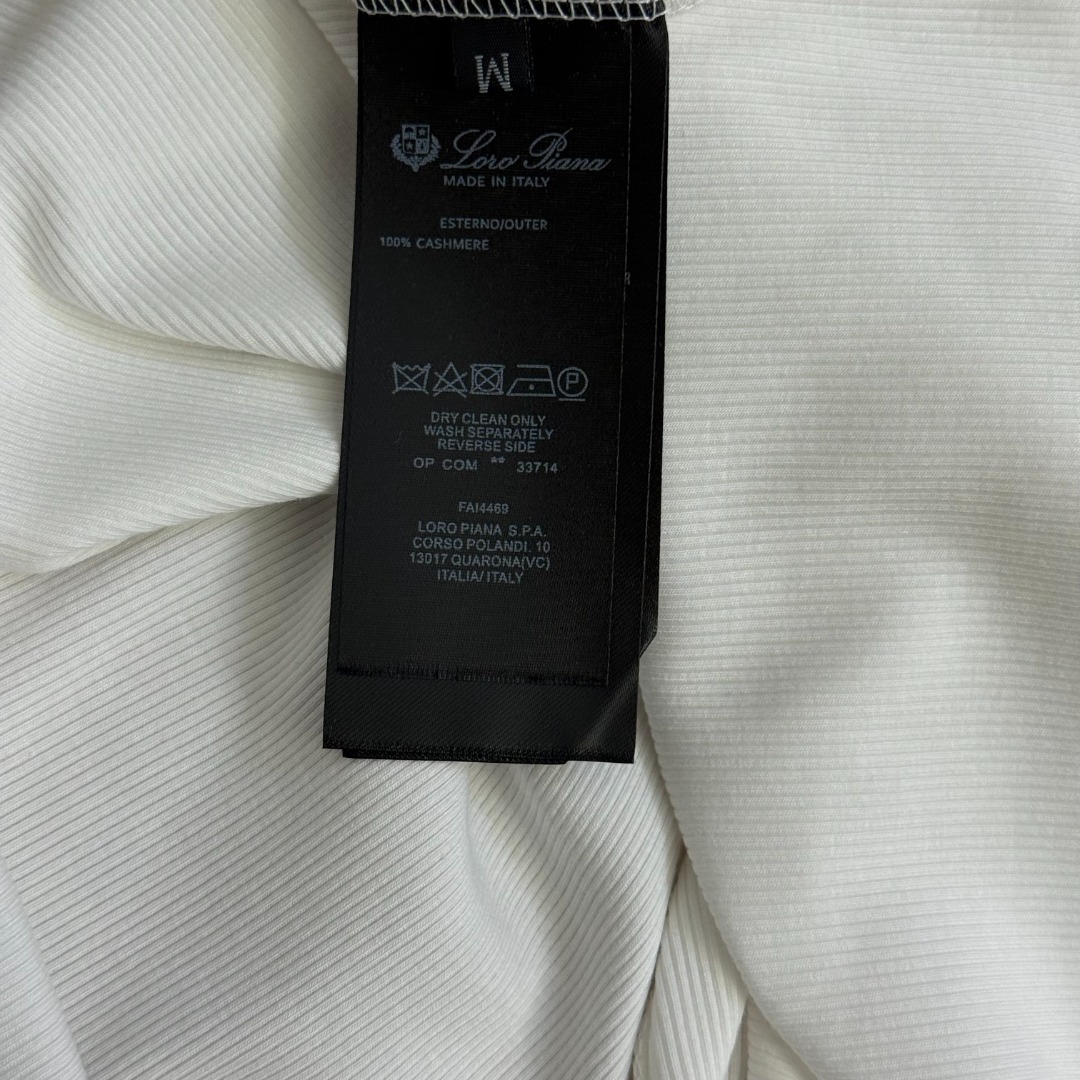 M
Loro Piana
MADE IN ITALY
ESTERNO/OUTER
100% CASHMERE
P
DRY CLEAN ONLY
WASH SEPARATELY
REVERSE SIDE
OP COM ** 33714
FAI4469
LORO PIANA S.P.A.
CORSO POLANDI. 10
13017 QUARONA(VC)
ITALIA/ITALY